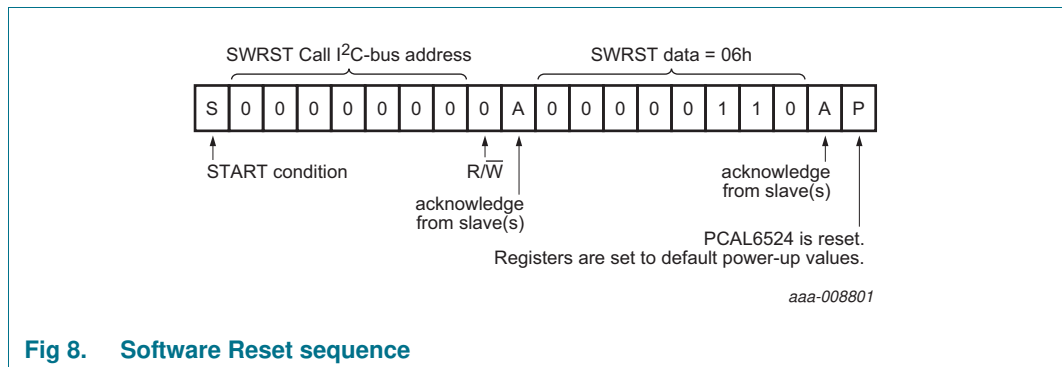 SWRST Call I2C-bus address
SWRST data = 06h
S 0 0 0 0 0 0 0 0 A 0 0 0 0 0 1 1 0 A P
START condition
R/W̅
acknowledge
from slave(s)
acknowledge
from slave(s)
PCAL6524 is reset.
Registers are set to default power-up values.
aaa-008801
Fig 8. Software Reset sequence